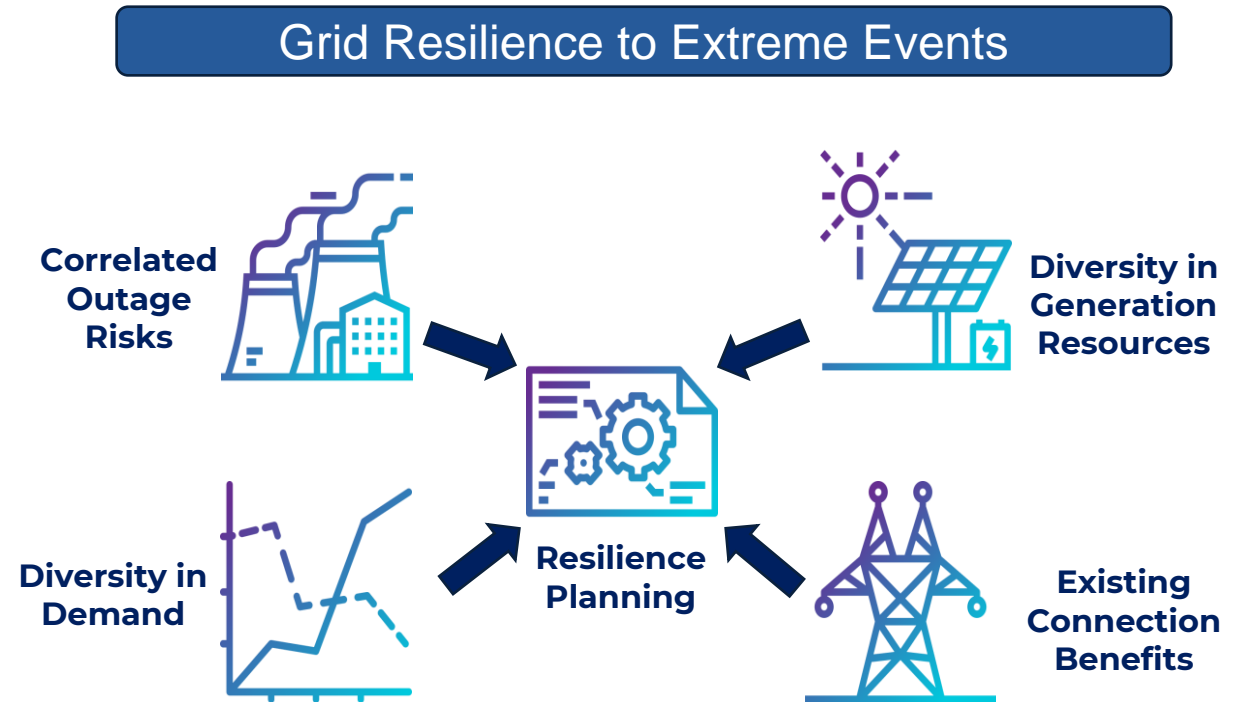 Grid Resilience to Extreme Events
Correlated
Outage
Risks
Diversity in
Generation
Resources
Diversity in
Demand
Resilience
Planning
Existing
Connection
Benefits